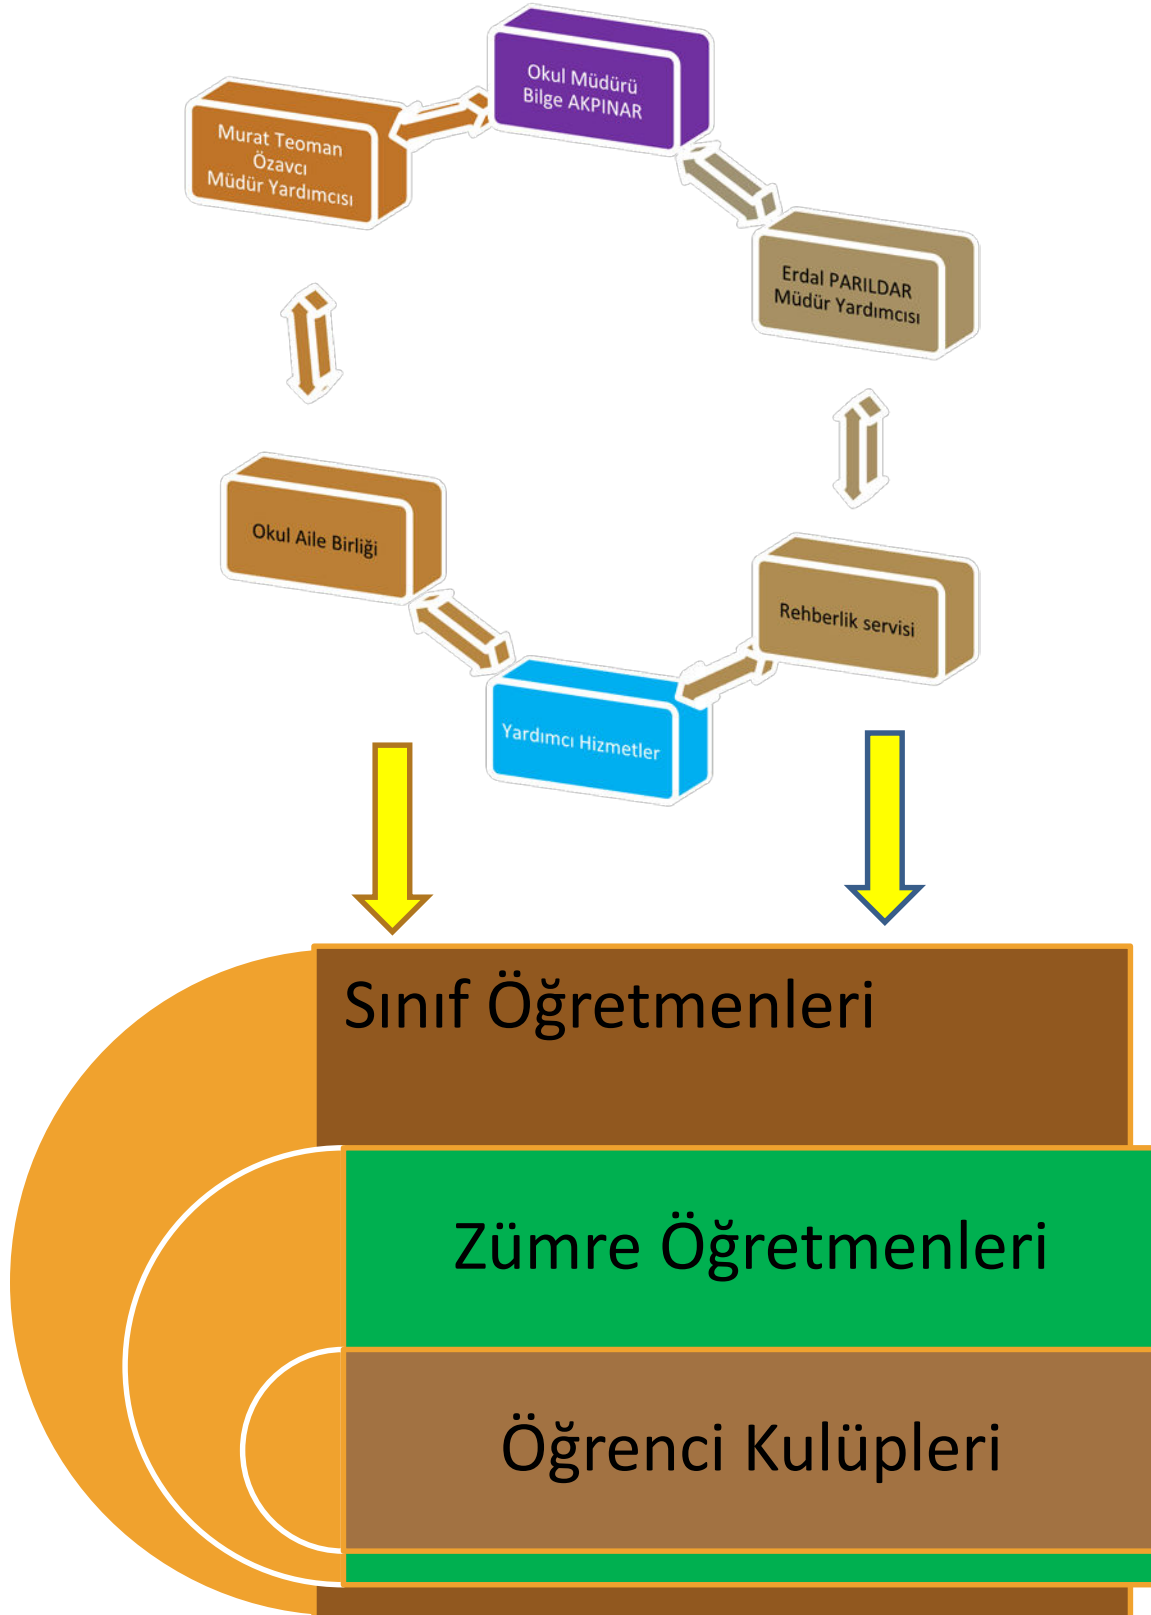 Okul Müdürü
Bilge AKPINAR
Murat Teoman
Özavcı
Müdür Yardımcısı
Erdal PARILDAR
Müdür Yardımcısı
Okul Aile Birliği
Rehberlik servisi
Yardımcı Hizmetler
Sınıf Öğretmenleri
Zümre Öğretmenleri
Öğrenci Kulüpleri